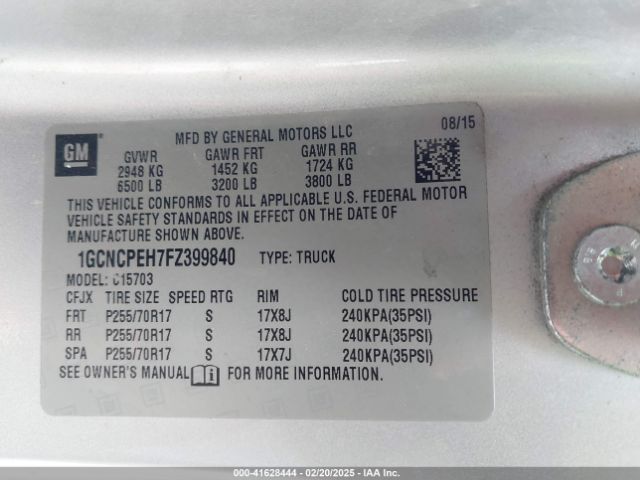 GM
MFD BY GENERAL MOTORS LLC 08/15
GVWR GAWR FRT GAWR RR
2948 KG 1452 KG 1724 KG
6500 LB 3200 LB 3800 LB
THIS VEHICLE CONFORMS TO ALL APPLICABLE U.S. FEDERAL MOTOR
VEHICLE SAFETY STANDARDS IN EFFECT ON THE DATE OF
MANUFACTURE SHOWN ABOVE.
1GCNCPEH7FZ399840 TYPE: TRUCK
MODEL: C15703
CFJX TIRE SIZE SPEED RTG RIM COLD TIRE PRESSURE
FRT P255/70R17 S 17X8J 240KPA(35PSI)
RR P255/70R17 S 17X8J 240KPA(35PSI)
SPA P255/70R17 S 17X7J 240KPA(35PSI)
SEE OWNER'S MANUAL FOR MORE INFORMATION.
000-41628444 - 02/20/2025 - IAA Inc.